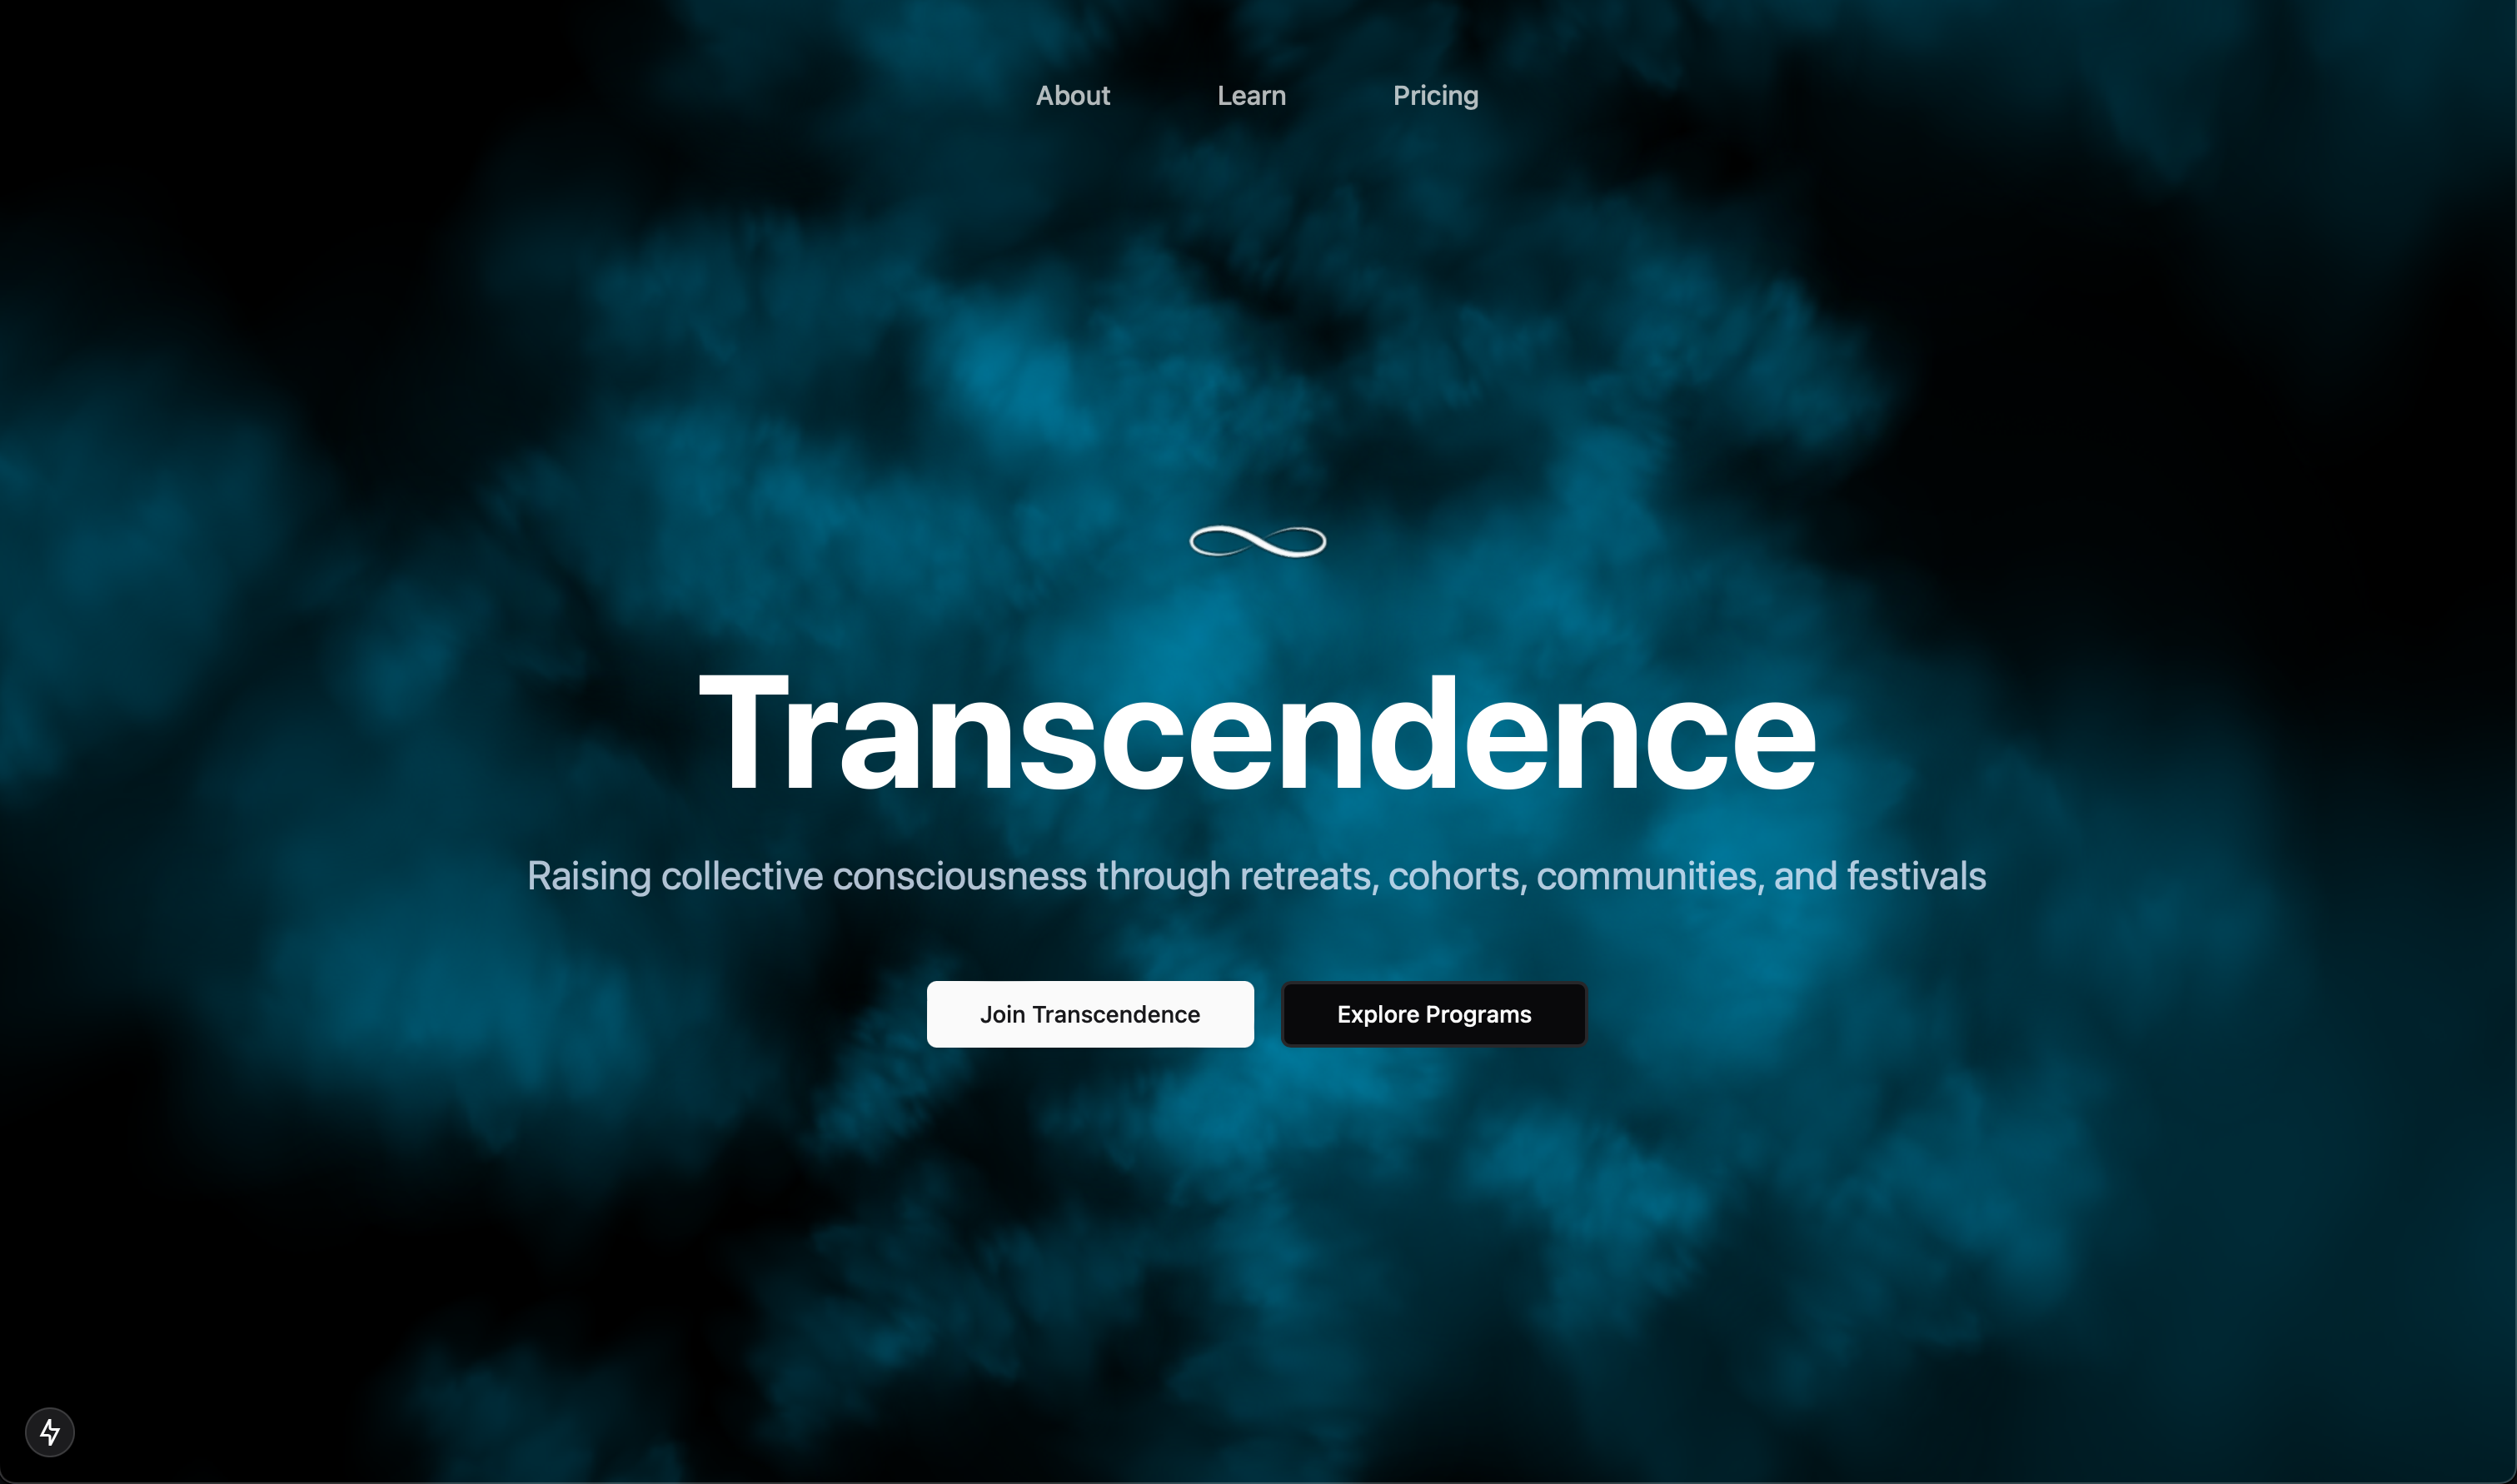 About Learn Pricing
Transcendence
Raising collective consciousness through retreats, cohorts, communities, and festivals
Join Transcendence Explore Programs